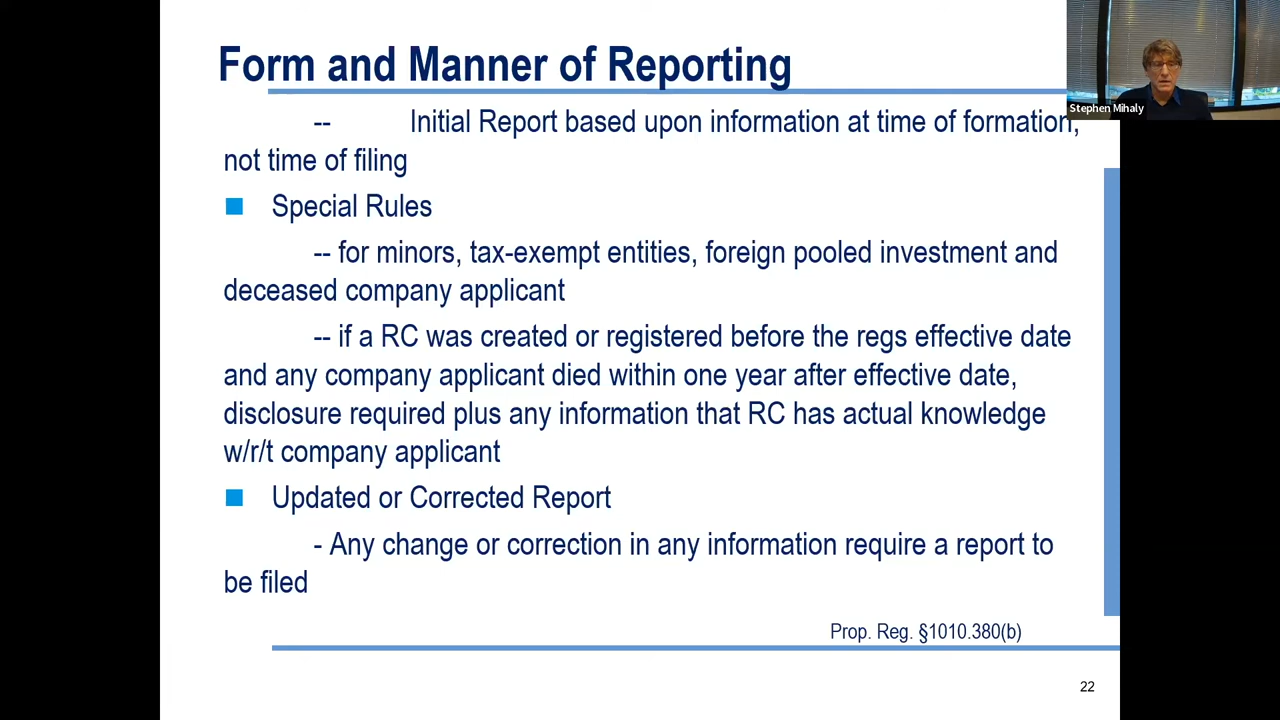 Form and Manner of Reporting
Stephen Mihaly
-- Initial Report based upon information at time of formation,
not time of filing
Special Rules
-- for minors, tax-exempt entities, foreign pooled investment and
deceased company applicant
-- if a RC was created or registered before the regs effective date
and any company applicant died within one year after effective date,
disclosure required plus any information that RC has actual knowledge
w/r/t company applicant
Updated or Corrected Report
- Any change or correction in any information require a report to
be filed
Prop. Reg. §1010.380(b)
22